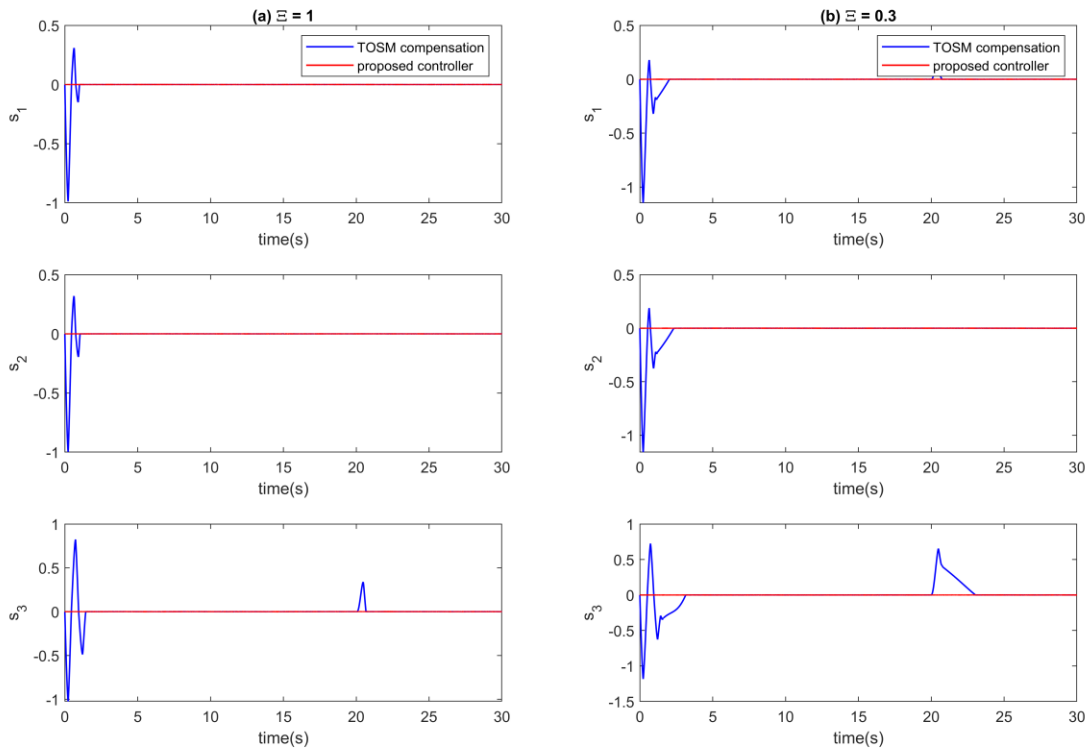 (a) Ξ = 1
0.5
0
-0.5
-1
s1
TOSM compensation
proposed controller
0 5 10 15 20 25 30
time(s)
(b) Ξ = 0.3
0.5
0
-0.5
-1
s1
TOSM compensation
proposed controller
0 5 10 15 20 25 30
time(s)
0.5
0
-0.5
-1
s2
0 5 10 15 20 25 30
time(s)
0.5
0
-0.5
-1
s2
0 5 10 15 20 25 30
time(s)
1
0.5
0
-0.5
-1
s3
0 5 10 15 20 25 30
time(s)
1.5
1
0.5
0
-0.5
-1
-1.5
s3
0 5 10 15 20 25 30
time(s)